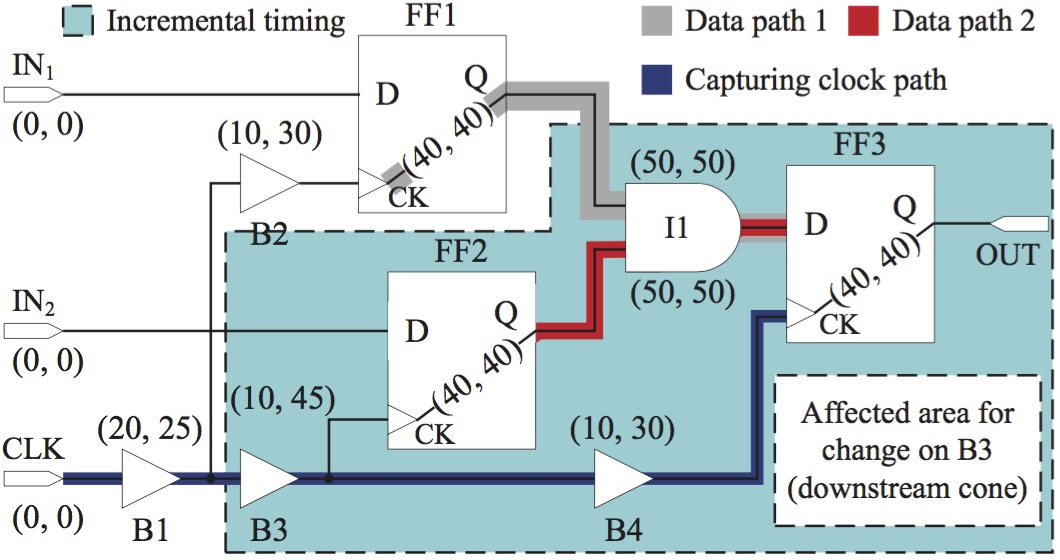 Incremental timing
FF1
Data path 1
Data path 2
Capturing clock path
IN1
(0, 0)
D
Q
(40, 40)
CK
(10, 30)
B2
(50, 50)
I1
(50, 50)
FF3
D
Q
(40, 40)
CK
OUT
FF2
IN2
(0, 0)
D
Q
(40, 40)
CK
(10, 45)
(20, 25)
CLK
(0, 0)
B1
B3
(10, 30)
B4
Affected area for
change on B3
(downstream cone)